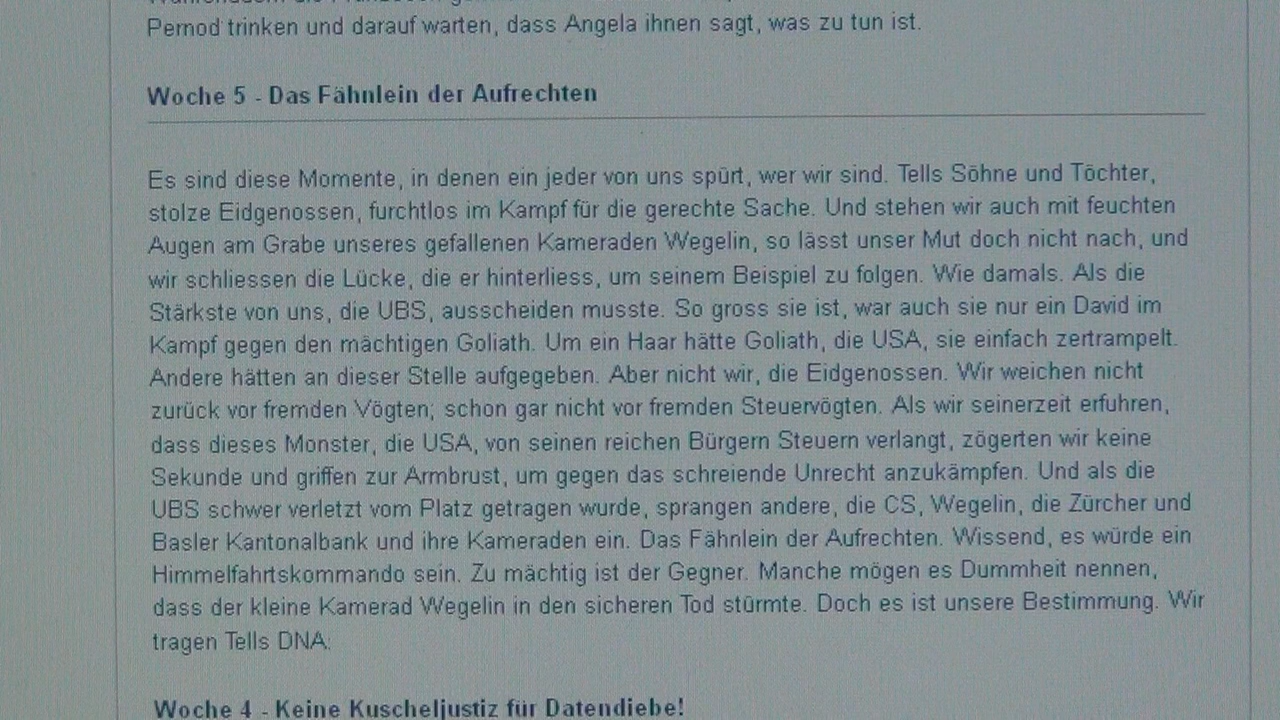 Pernod trinken und darauf warten, dass Angela ihnen sagt, was zu tun ist.
Woche 5 - Das Fähnlein der Aufrechten
Es sind diese Momente, in denen ein jeder von uns spürt, wer wir sind. Tells Söhne und Töchter,
stolze Eidgenossen, furchtlos im Kampf für die gerechte Sache. Und stehen wir auch mit feuchten
Augen am Grabe unseres gefallenen Kameraden Wegelin, so lässt unser Mut doch nicht nach, und
wir schliessen die Lücke, die er hinterliess, um seinem Beispiel zu folgen. Wie damals. Als die
Stärkste von uns, die UBS, ausscheiden musste. So gross sie ist, war auch sie nur ein David im
Kampf gegen den mächtigen Goliath. Um ein Haar hätte Goliath, die USA, sie einfach zertrampelt.
Andere hätten an dieser Stelle aufgegeben. Aber nicht wir, die Eidgenossen. Wir weichen nicht
zurück vor fremden Vögten; schon gar nicht vor fremden Steuervögten. Als wir seinerzeit erfuhren,
dass dieses Monster, die USA, von seinen reichen Bürgern Steuern verlangt, zögerten wir keine
Sekunde und griffen zur Armbrust, um gegen das schreiende Unrecht anzukämpfen. Und als die
UBS schwer verletzt vom Platz getragen wurde, sprangen andere, die CS, Wegelin, die Zürcher und
Basler Kantonalbank und ihre Kameraden ein. Das Fähnlein der Aufrechten. Wissend, es würde ein
Himmelfahrtskommando sein. Zu mächtig ist der Gegner. Manche mögen es Dummheit nennen,
dass der kleine Kamerad Wegelin in den sicheren Tod stürmte. Doch es ist unsere Bestimmung. Wir
tragen Tells DNA.
Woche 4 - Keine Kuscheljustiz für Datendiebe!